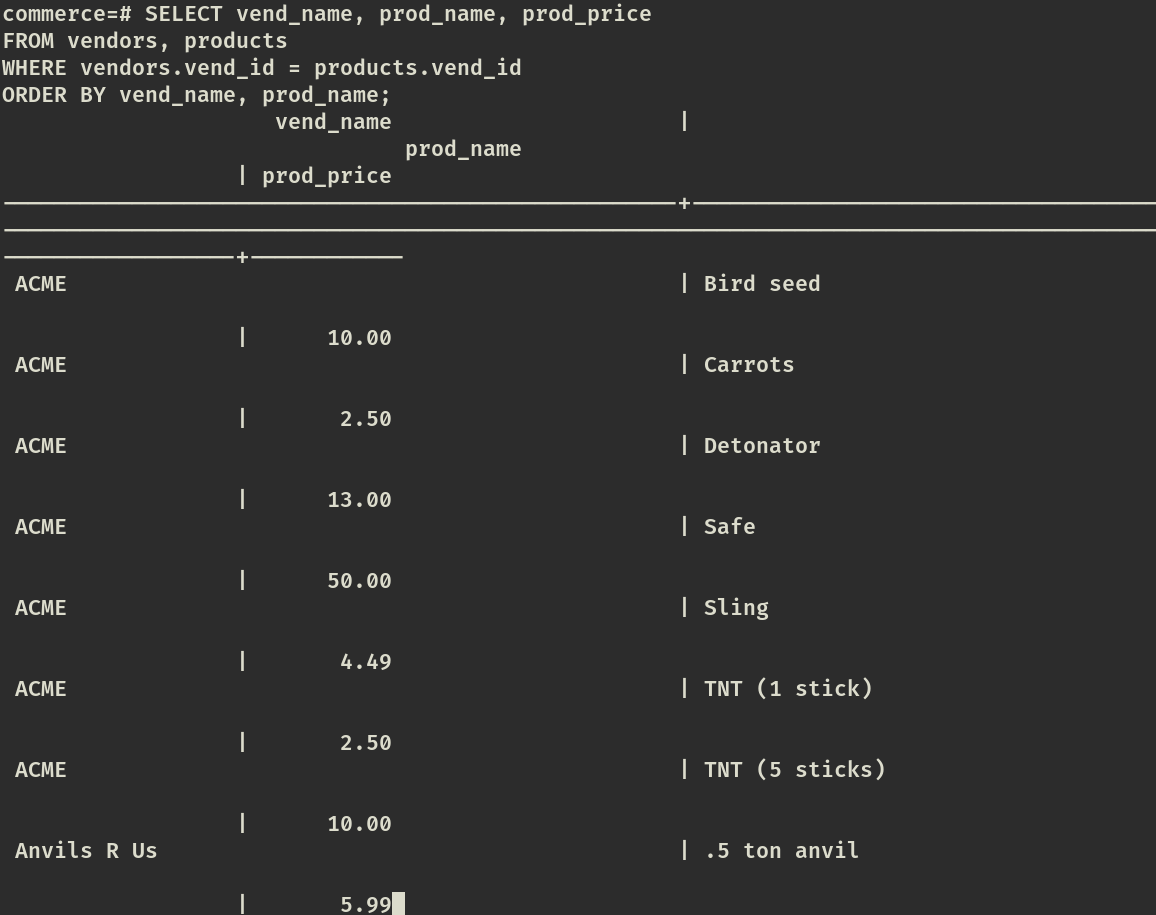 commerce=# SELECT vend_name, prod_name, prod_price
FROM vendors, products
WHERE vendors.vend_id = products.vend_id
ORDER BY vend_name, prod_name;
vend_name |
prod_name
| prod_price
ACME | Bird seed
| 10.00
ACME | Carrots
| 2.50
ACME | Detonator
| 13.00
ACME | Safe
| 50.00
ACME | Sling
| 4.49
ACME | TNT (1 stick)
| 2.50
ACME | TNT (5 sticks)
| 10.00
Anvils R Us | .5 ton anvil
| 5.99